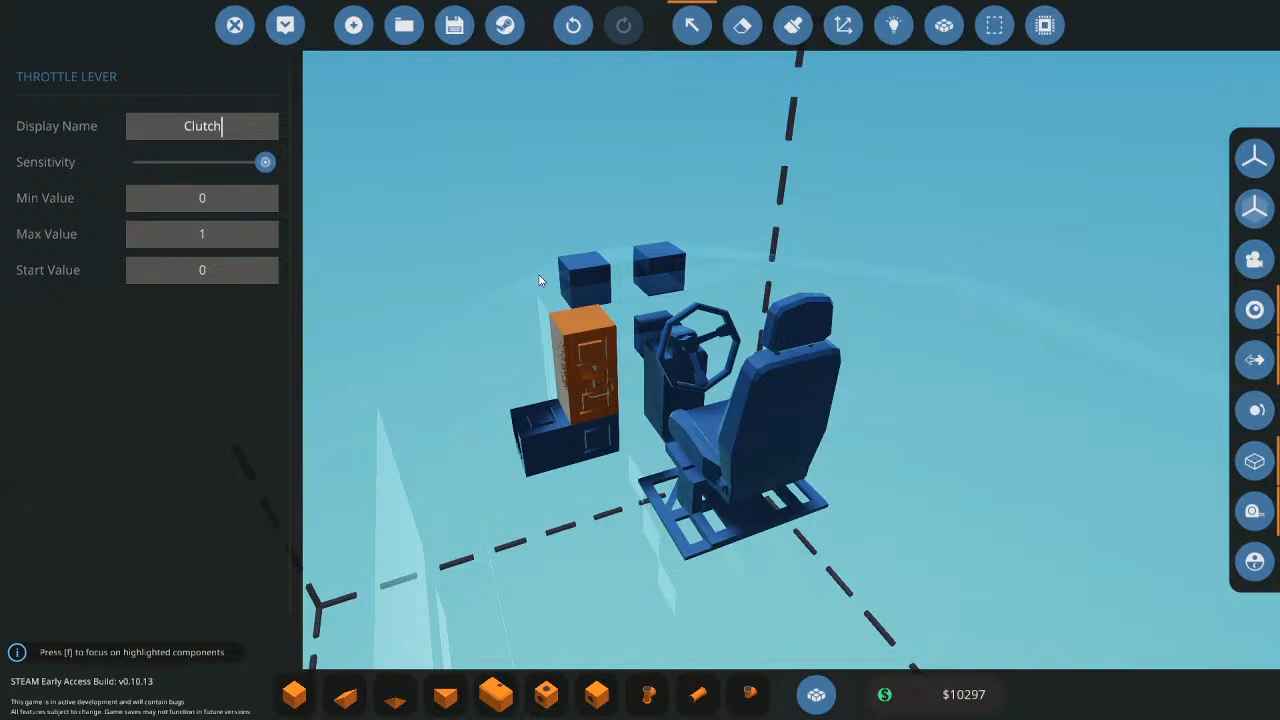 THROTTLE LEVER
Display Name Clutch
Sensitivity
Min Value 0
Max Value 1
Start Value 0
Press [f] to focus on highlighted components
STEAM Early Access Build: v0.10.13
This game is in active development and will contain bugs
All features subject to change. Game saves may not function in future versions
$10297